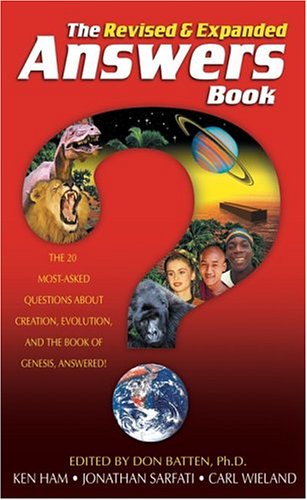 The Revised & Expanded
Answers
Book
THE 20
MOST-ASKED
QUESTIONS ABOUT
CREATION, EVOLUTION,
AND THE BOOK OF
GENESIS, ANSWERED!
EDITED BY DON BATTEN, Ph.D.
KEN HAM • JONATHAN SARFATI • CARL WIELAND